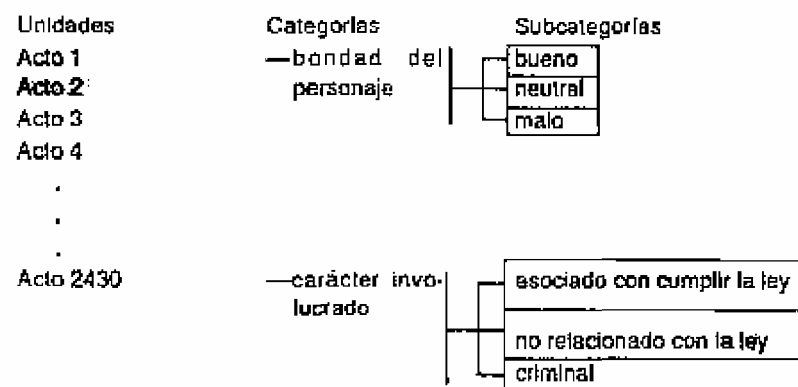 Unidades Categorías Subcategorías
Acto 1 —bondad del bueno
Acto 2 personaje neutral
Acto 3 malo
Acto 4
.
.
.
Acto 2430 —carácter invo- asociado con cumplir la ley
lucrado
no relacionado con la ley
criminal